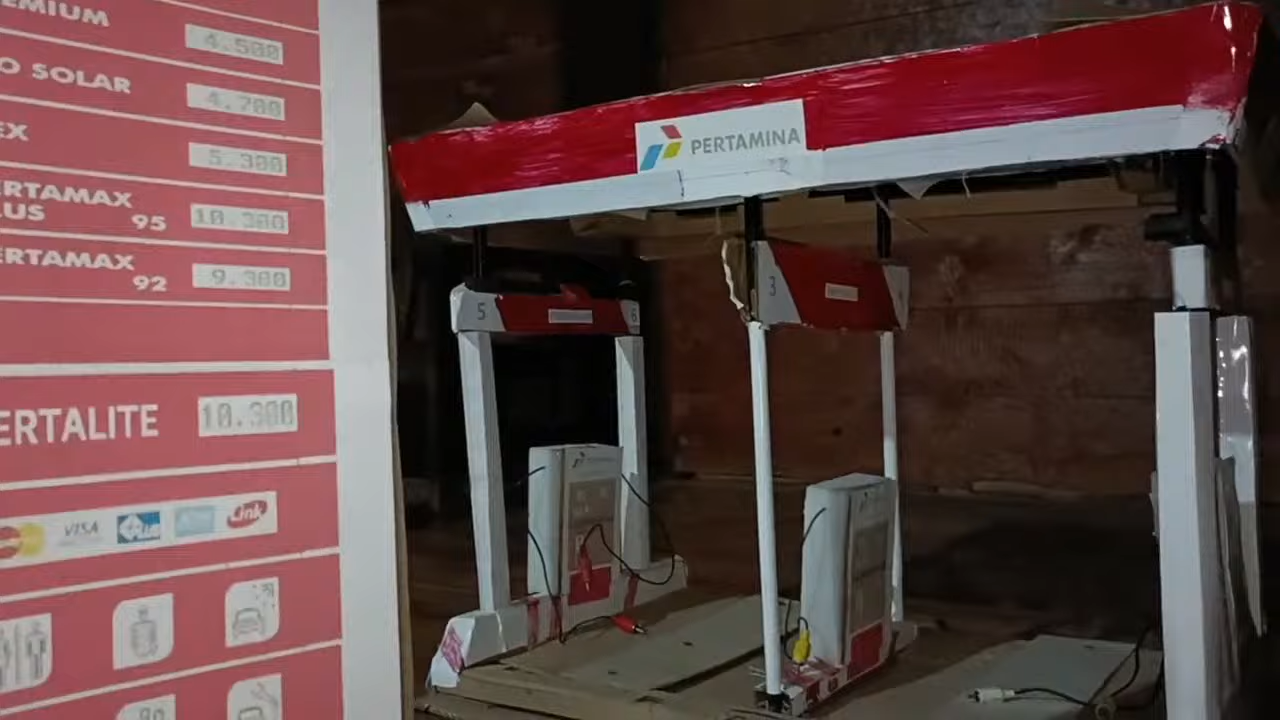 EMIUM 4.500
O SOLAR 4.700
EX 5.300
ERTAMAX
LUS 95 10.300
ERTAMAX
92 9.300
ERTALITE 10.300
VISA Link
PERTAMINA
5 6
3